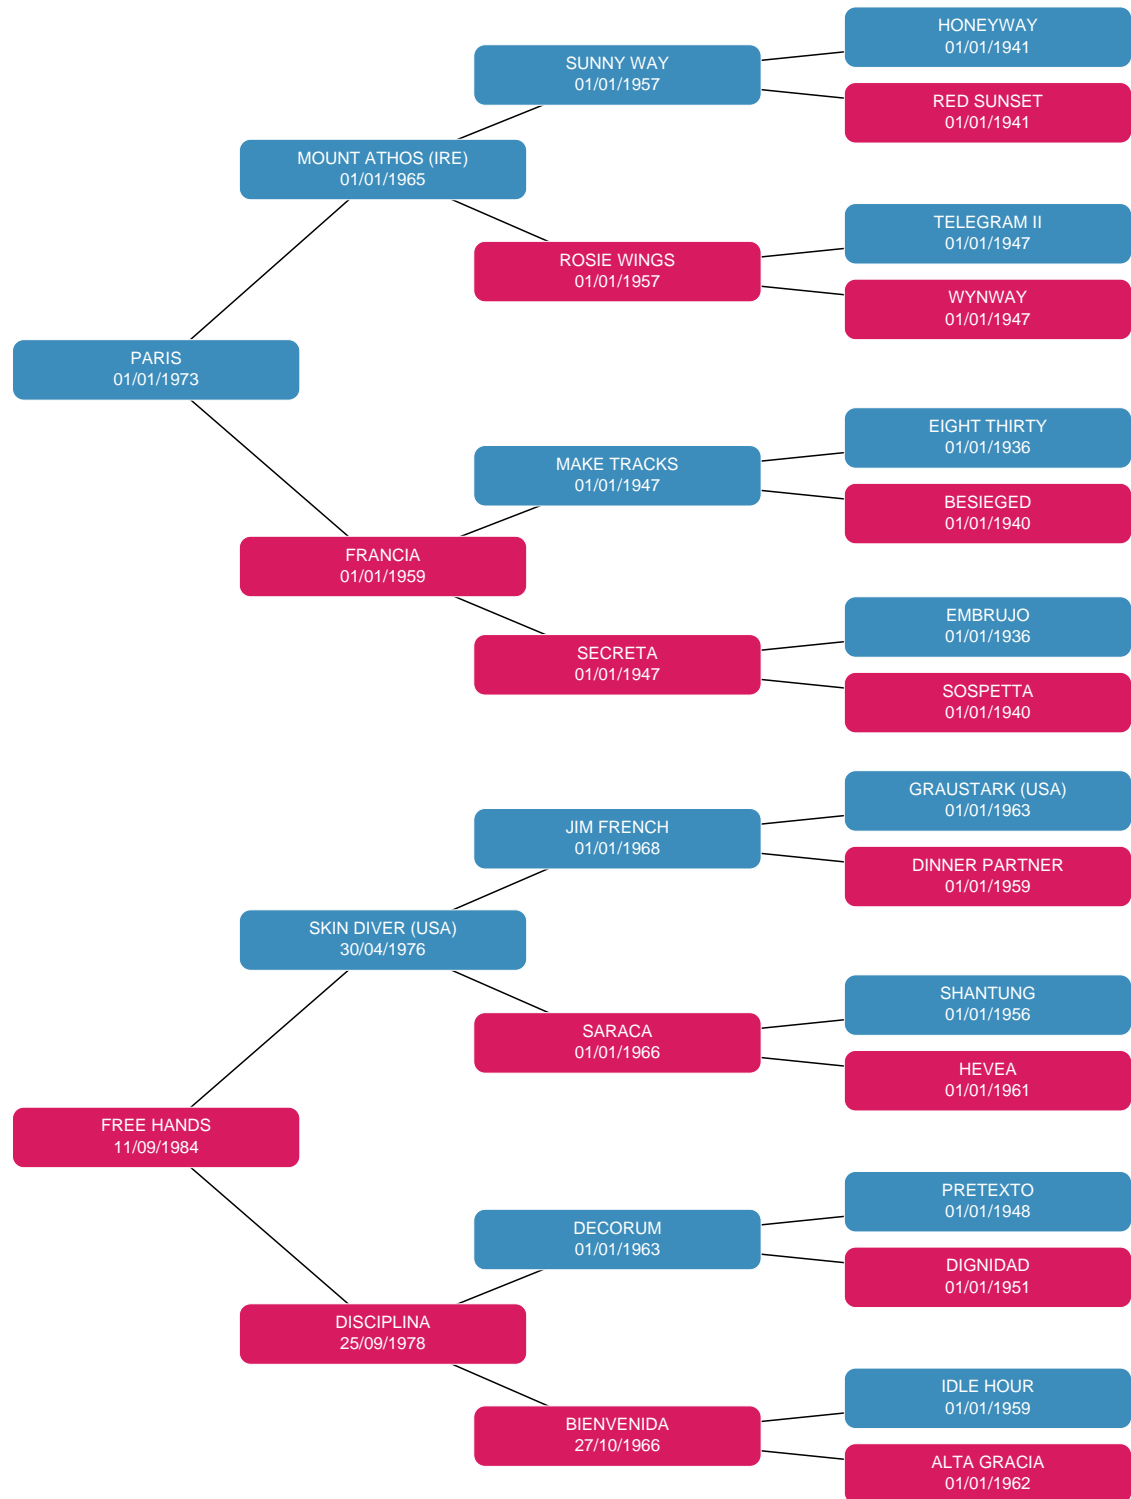 HONEYWAY
01/01/1941
SUNNY WAY
01/01/1957
RED SUNSET
01/01/1941
MOUNT ATHOS (IRE)
01/01/1965
TELEGRAM II
01/01/1947
ROSIE WINGS
01/01/1957
WYNWAY
01/01/1947
PARIS
01/01/1973
EIGHT THIRTY
01/01/1936
MAKE TRACKS
01/01/1947
BESIEGED
01/01/1940
FRANCIA
01/01/1959
EMBRUJO
01/01/1936
SECRETA
01/01/1947
SOSPETTA
01/01/1940
GRAUSTARK (USA)
01/01/1963
JIM FRENCH
01/01/1968
DINNER PARTNER
01/01/1959
SKIN DIVER (USA)
30/04/1976
SHANTUNG
01/01/1956
SARACA
01/01/1966
HEVEA
01/01/1961
FREE HANDS
11/09/1984
PRETEXTO
01/01/1948
DECORUM
01/01/1963
DIGNIDAD
01/01/1951
DISCIPLINA
25/09/1978
IDLE HOUR
01/01/1959
BIENVENIDA
27/10/1966
ALTA GRACIA
01/01/1962